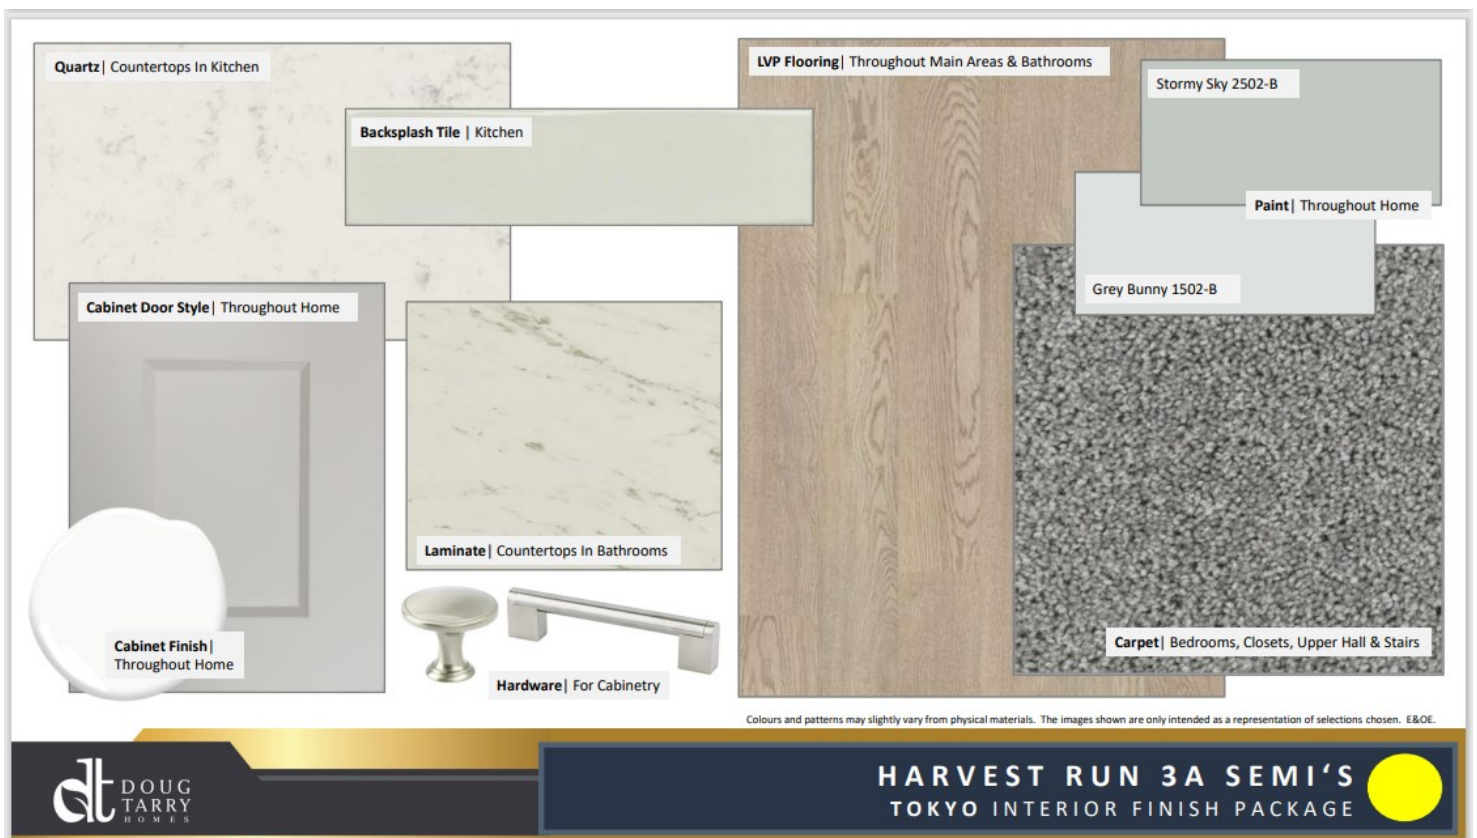 Quartz| Countertops In Kitchen
Backsplash Tile | Kitchen
LVP Flooring| Throughout Main Areas & Bathrooms
Stormy Sky 2502-B
Paint| Throughout Home
Grey Bunny 1502-B
Cabinet Door Style| Throughout Home
Laminate| Countertops In Bathrooms
Cabinet Finish|
Throughout Home
Hardware| For Cabinetry
Carpet| Bedrooms, Closets, Upper Hall & Stairs
Colours and patterns may slightly vary from physical materials. The images shown are only intended as a representation of selections chosen. E&OE.
dt
DOUG
TARRY
HOMES
HARVEST RUN 3A SEMI‘S
TOKYO INTERIOR FINISH PACKAGE